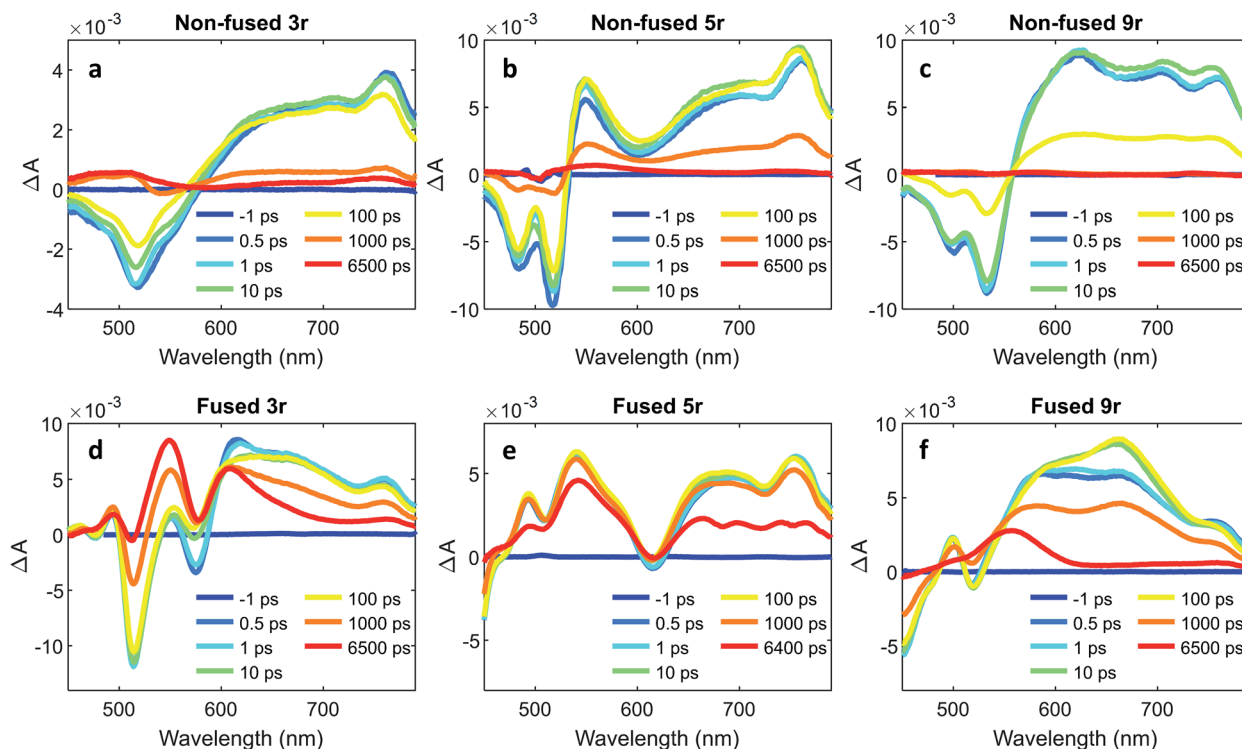 Non-fused 3r
×10⁻³
a
4
2
0
-2
-4
ΔA
-1 ps
0.5 ps
1 ps
10 ps
100 ps
1000 ps
6500 ps
500
600
700
Wavelength (nm)
Non-fused 5r
×10⁻³
b
10
5
0
-5
-10
ΔA
-1 ps
0.5 ps
1 ps
10 ps
100 ps
1000 ps
6500 ps
500
600
700
Wavelength (nm)
Non-fused 9r
×10⁻³
c
10
5
0
-5
-10
ΔA
-1 ps
0.5 ps
1 ps
10 ps
100 ps
1000 ps
6500 ps
500
600
700
Wavelength (nm)
Fused 3r
×10⁻³
d
10
5
0
-5
-10
ΔA
-1 ps
0.5 ps
1 ps
10 ps
100 ps
1000 ps
6500 ps
500
600
700
Wavelength (nm)
Fused 5r
×10⁻³
e
5
0
-5
ΔA
-1 ps
0.5 ps
1 ps
10 ps
100 ps
1000 ps
6400 ps
500
600
700
Wavelength (nm)
Fused 9r
×10⁻³
f
10
5
0
-5
ΔA
-1 ps
0.5 ps
1 ps
10 ps
100 ps
1000 ps
6500 ps
500
600
700
Wavelength (nm)